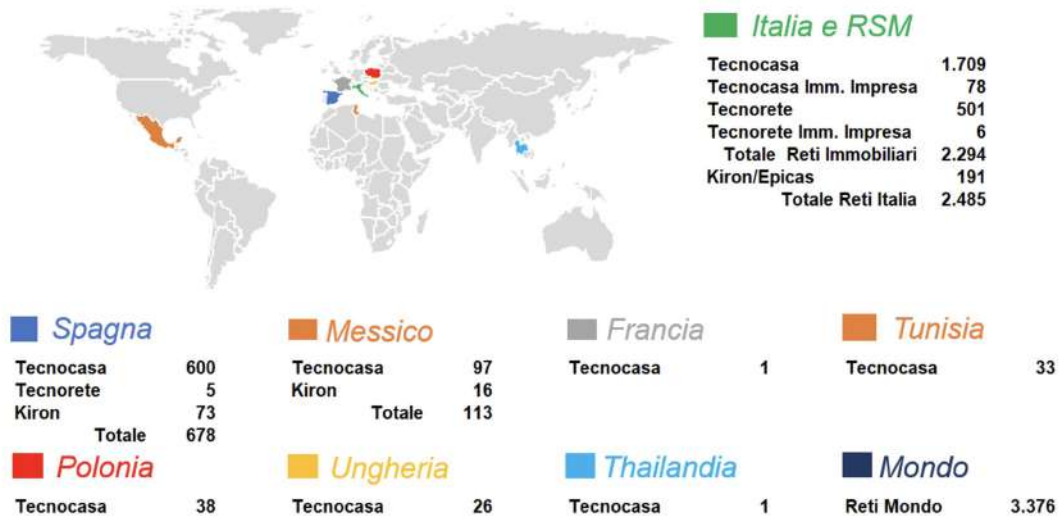 Italia e RSM
Tecnocasa 1.709
Tecnocasa Imm. Impresa 78
Tecnorete 501
Tecnorete Imm. Impresa 6
Totale Reti Immobiliari 2.294
Kiron/Epicas 191
Totale Reti Italia 2.485
Spagna
Tecnocasa 600
Tecnorete 5
Kiron 73
Totale 678
Messico
Tecnocasa 97
Kiron 16
Totale 113
Francia
Tecnocasa 1
Tunisia
Tecnocasa 33
Polonia
Tecnocasa 38
Ungheria
Tecnocasa 26
Thailandia
Tecnocasa 1
Mondo
Reti Mondo 3.376